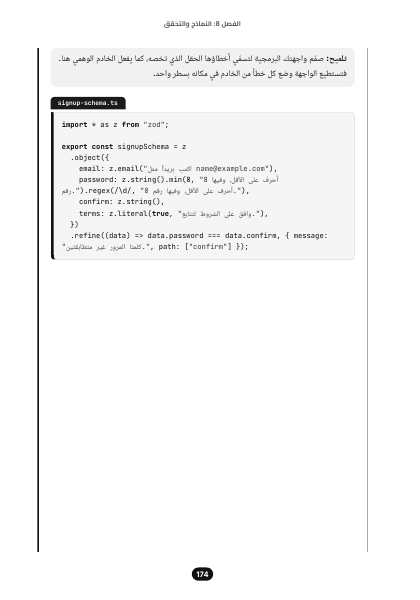 الفصل 8: النماذج والتحقق
تلميح: صمّم واجهتك البرمجية لتسمّي أخطاؤها الحقل الذي تخصه، كما يفعل الخادم الوهمي هنا.
فتستطيع الواجهة وضع كل خطأ من الخادم في مكانه بسطر واحد.
signup-schema.ts
import * as z from "zod";
export const signupSchema = z
.object({
email: z.email("اكتب بريداً مثل name@example.com"),
password: z.string().min(8, "8 أحرف على الأقل، وفيها
رقم.").regex(/\d/, "8 أحرف على الأقل، وفيها رقم."),
confirm: z.string(),
terms: z.literal(true, "وافق على الشروط لتتابع."),
})
.refine((data) => data.password === data.confirm, { message:
"كلمتا المرور غير متطابقتين.", path: ["confirm"] });
174